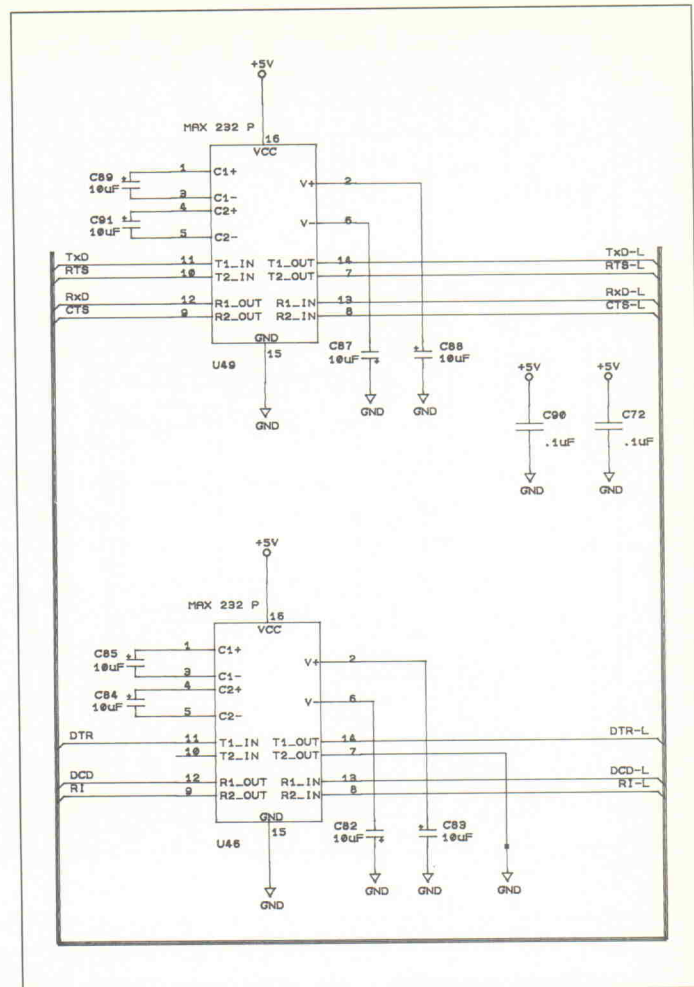 +5V
MAX 232 P
16
VCC
1
C1+
C89
10uF
3
C1-
4
C2+
C91
10uF
5
C2-
V+
2
V-
6
TxD
11
T1_IN
T1_OUT
14
TxD-L
RTS
10
T2_IN
T2_OUT
7
RTS-L
RxD
12
R1_OUT
R1_IN
13
RxD-L
CTS
9
R2_OUT
R2_IN
8
CTS-L
GND
15
U49
C87
10uF
C88
10uF
GND
GND
GND
+5V
+5V
C90
.1uF
C72
.1uF
GND
GND
+5V
MAX 232 P
16
VCC
1
C1+
C85
10uF
3
C1-
4
C2+
C84
10uF
5
C2-
V+
2
V-
6
DTR
11
T1_IN
T1_OUT
14
DTR-L
10
T2_IN
T2_OUT
7
DCD
12
R1_OUT
R1_IN
13
DCD-L
RI
9
R2_OUT
R2_IN
8
RI-L
GND
15
U46
C82
10uF
C83
10uF
GND
GND
GND
GND